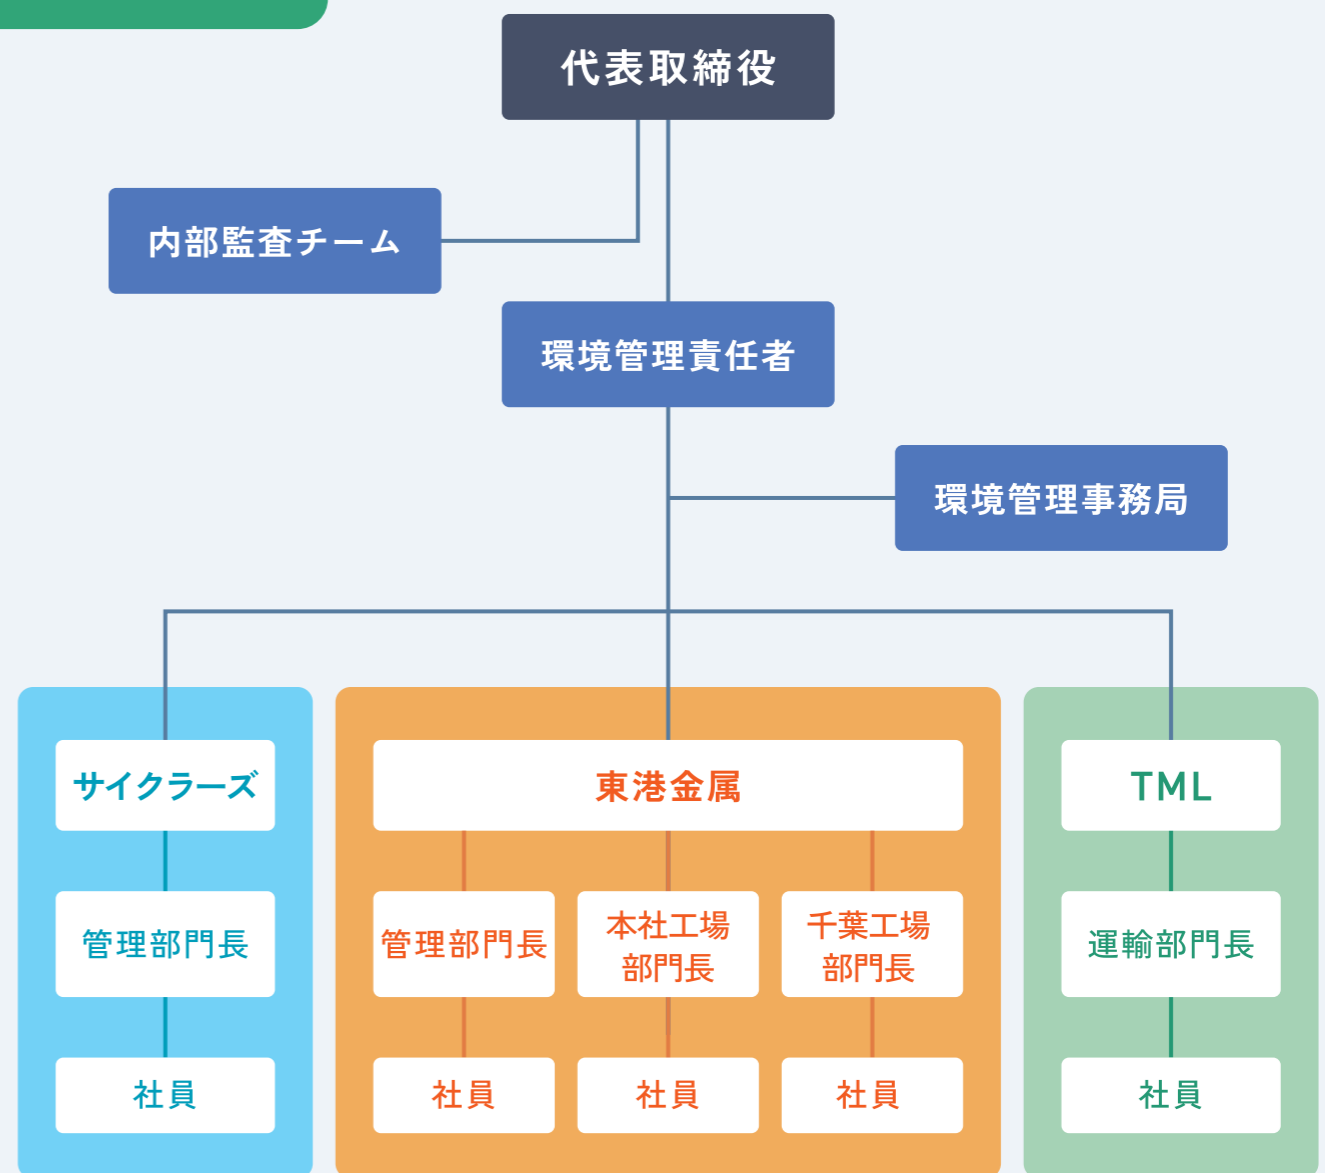 代表取締役
内部監査チーム
環境管理責任者
環境管理事務局
サイクラーズ
管理部門長
社員
東港金属
管理部門長
本社工場
部門長
千葉工場
部門長
社員
社員
社員
TML
運輸部門長
社員